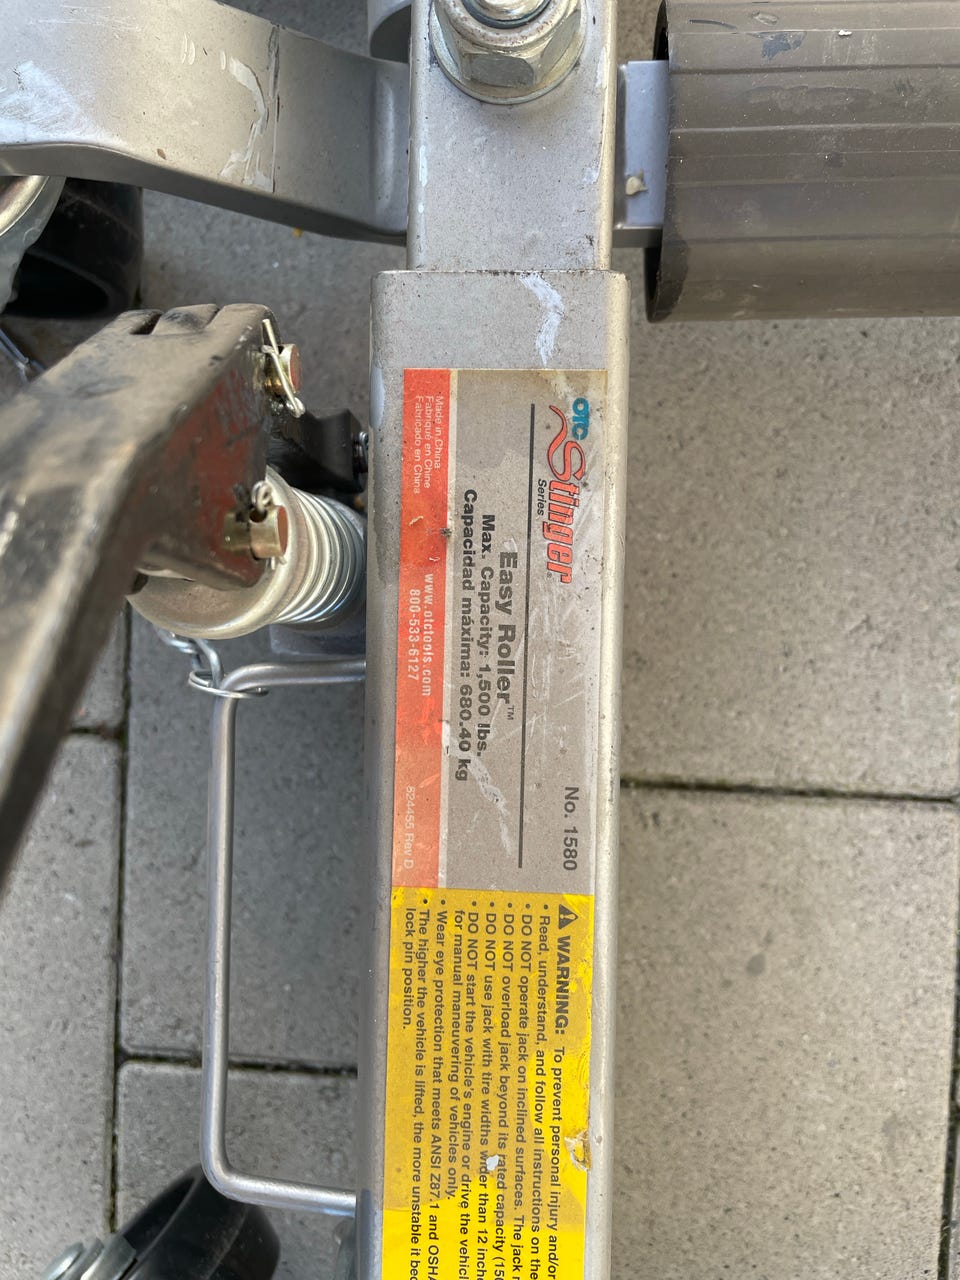 OTC
Stinger®
Series
No. 1580
Easy Roller™
Max. Capacity: 1,500 lbs.
Capacidad máxima: 680.40 kg
Made in China
Fabriqué en Chine
Fabricado en China
www.otctools.com
800-533-6127
824455 Rev D
WARNING: To prevent personal injury and/or
• Read, understand, and follow all instructions on the
• DO NOT operate jack on inclined surfaces. The jack
• DO NOT overload jack beyond its rated capacity
• DO NOT use jack with tire widths wider than 12
• DO NOT start the vehicle's engine or drive the
for manual maneuvering of vehicles only.
• Wear eye protection that meets ANSI Z87.1 and OSHA
• The higher the vehicle is lifted, the more unstable it
lock pin position.